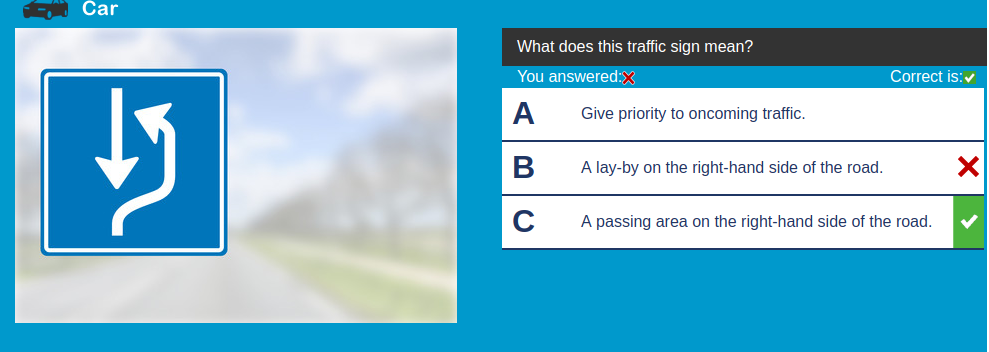 Car
What does this traffic sign mean?
You answered: Correct is:
A Give priority to oncoming traffic.
B A lay-by on the right-hand side of the road.
C A passing area on the right-hand side of the road.